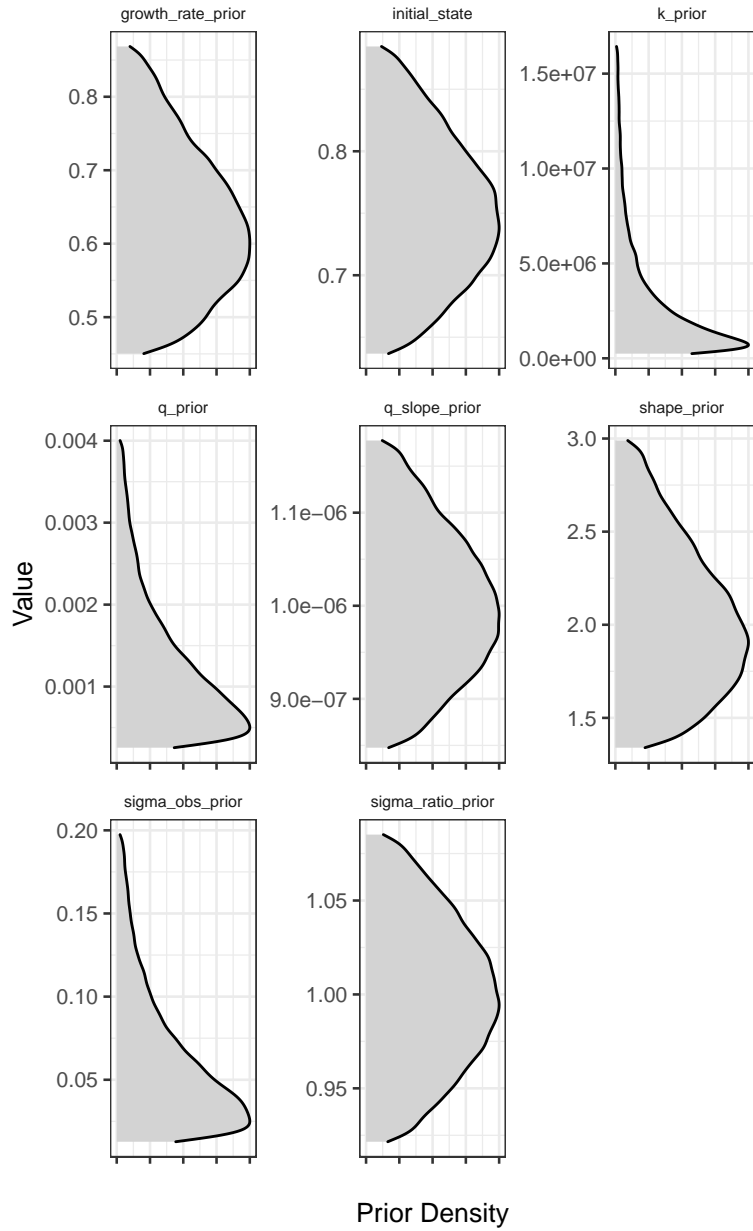 growth_rate_prior
initial_state
k_prior
0.8
0.7
0.6
0.5
0.8
0.7
1.5e+07
1.0e+07
5.0e+06
0.0e+00
q_prior
q_slope_prior
shape_prior
0.004
0.003
0.002
0.001
1.1e−06
1.0e−06
9.0e−07
3.0
2.5
2.0
1.5
sigma_obs_prior
sigma_ratio_prior
0.20
0.15
0.10
0.05
1.05
1.00
0.95
Value
Prior Density